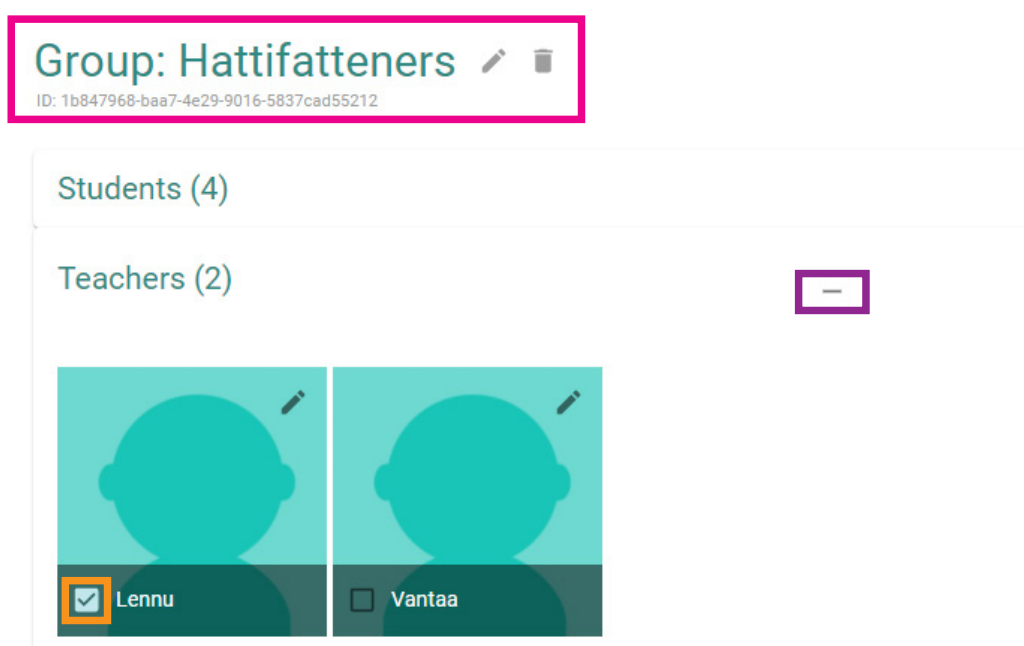 Group: Hattifatteners
ID: 1b847968-baa7-4e29-9016-5837cad55212
Students (4)
Teachers (2)
Lennu
Vantaa